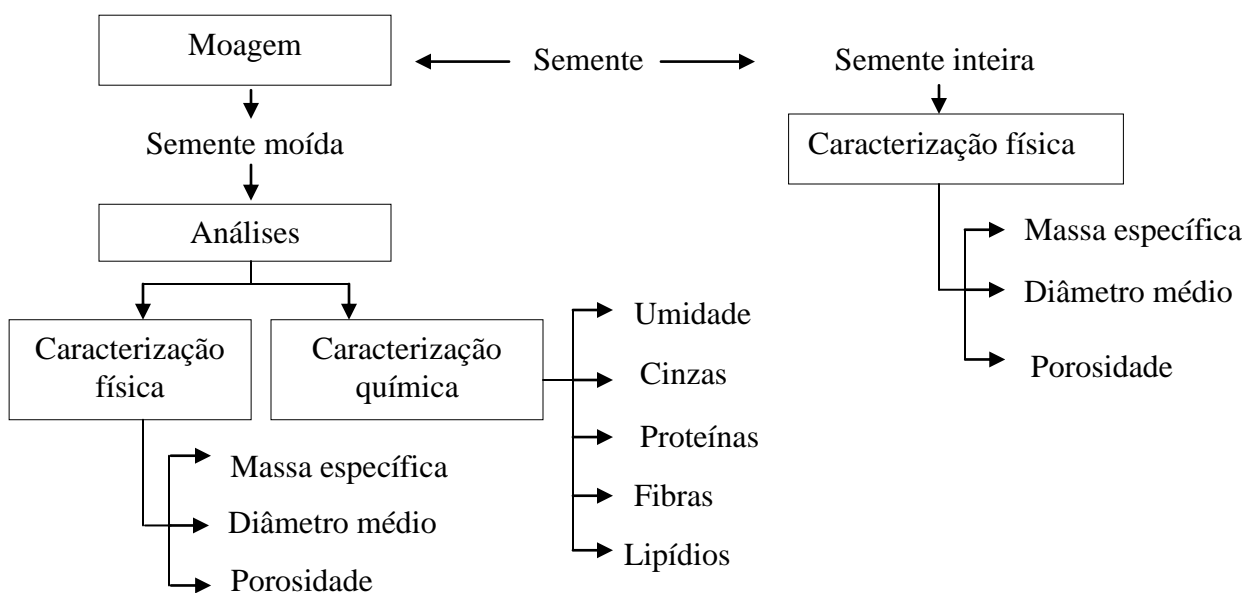 Moagem
Semente
Semente inteira
Semente moída
Caracterização física
Análises
Massa específica
Diâmetro médio
Porosidade
Caracterização
física
Caracterização
química
Umidade
Cinzas
Proteínas
Fibras
Lipídios
Massa específica
Diâmetro médio
Porosidade